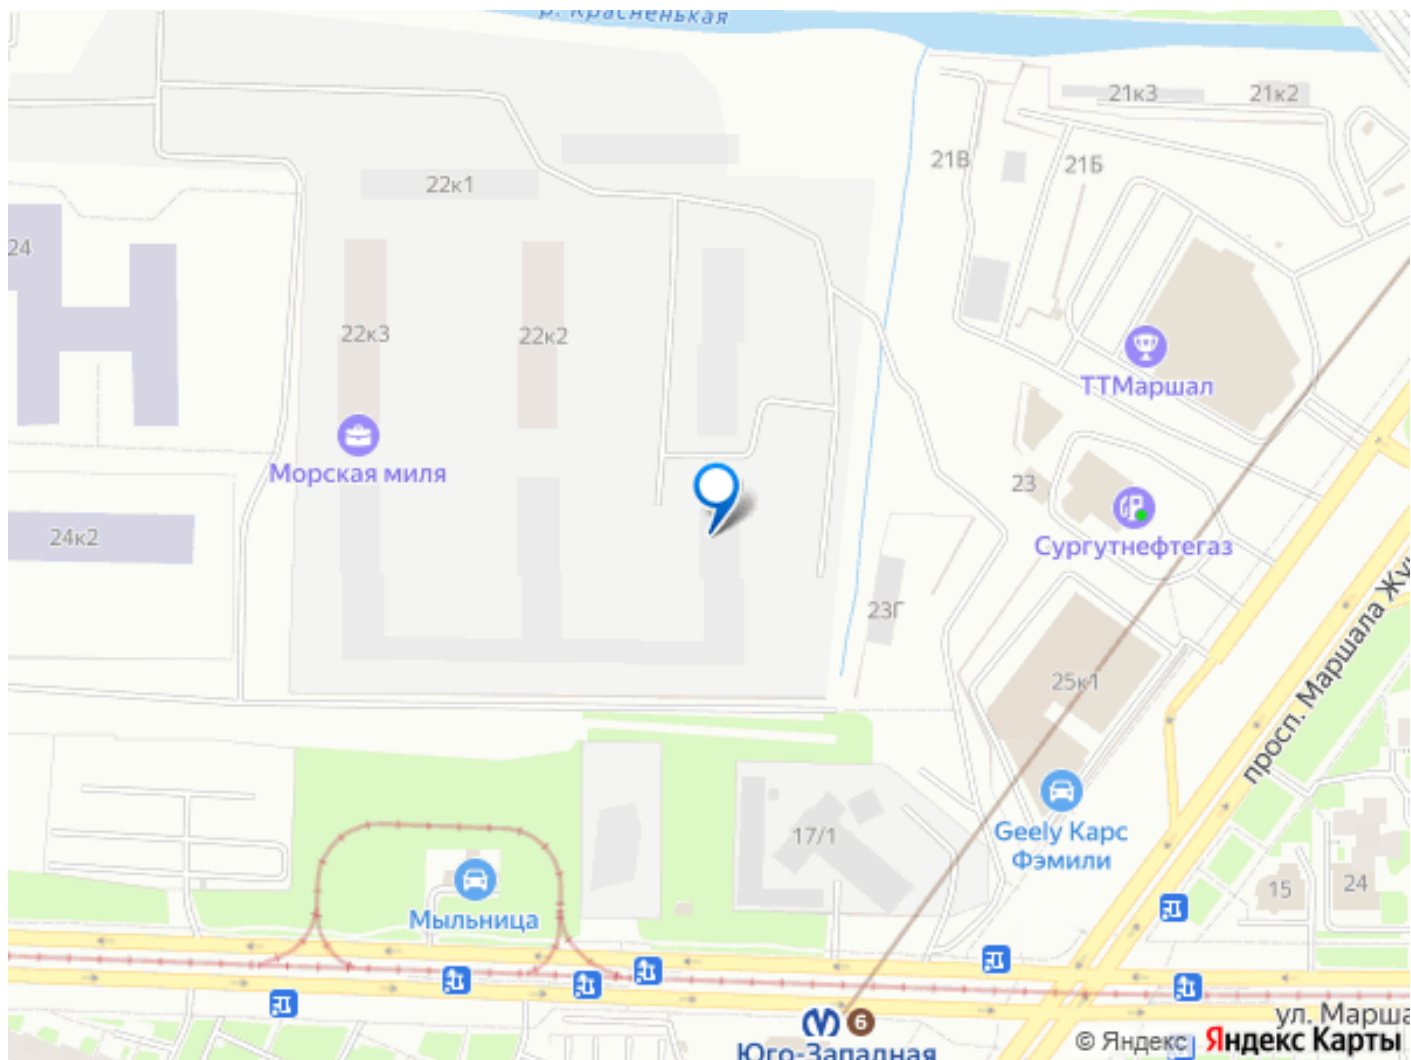 р. Красненькая
21к3
21к2
21В
21Б
22к1
24
22к3
22к2
ТТМаршал
Морская миля
23
Сургутнефтегаз
24к2
23Г
25к1
просп. Маршала Жу
17/1
Geely Карс
Фэмили
15
24
Мыльница
6
Юго-Западная
ул. Марша
© Яндекс Яндекс Карты